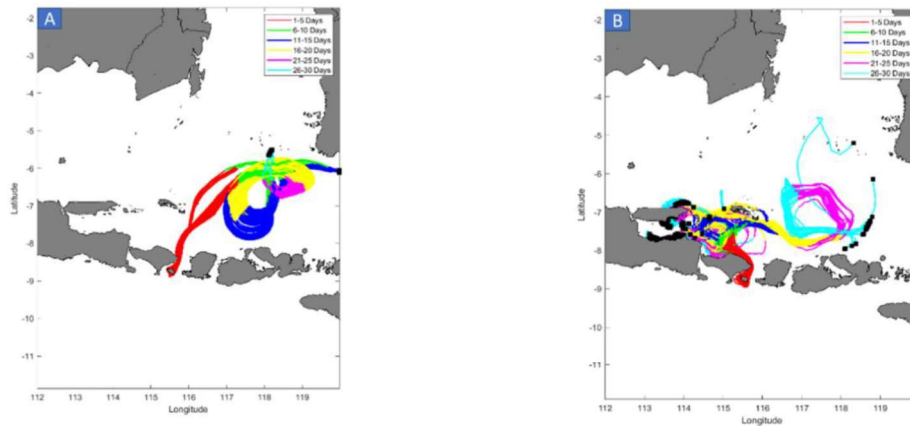 A
1-5 Days
6-10 Days
11-15 Days
16-20 Days
21-25 Days
26-30 Days
-2
-3
-4
-5
-6
-7
-8
-9
-10
-11
Latitude
112 113 114 115 116 117 118 119
Longitude
B
1-5 Days
6-10 Days
11-15 Days
16-20 Days
21-25 Days
26-30 Days
-2
-3
-4
-5
-6
-7
-8
-9
-10
-11
Latitude
112 113 114 115 116 117 118 119
Longitude